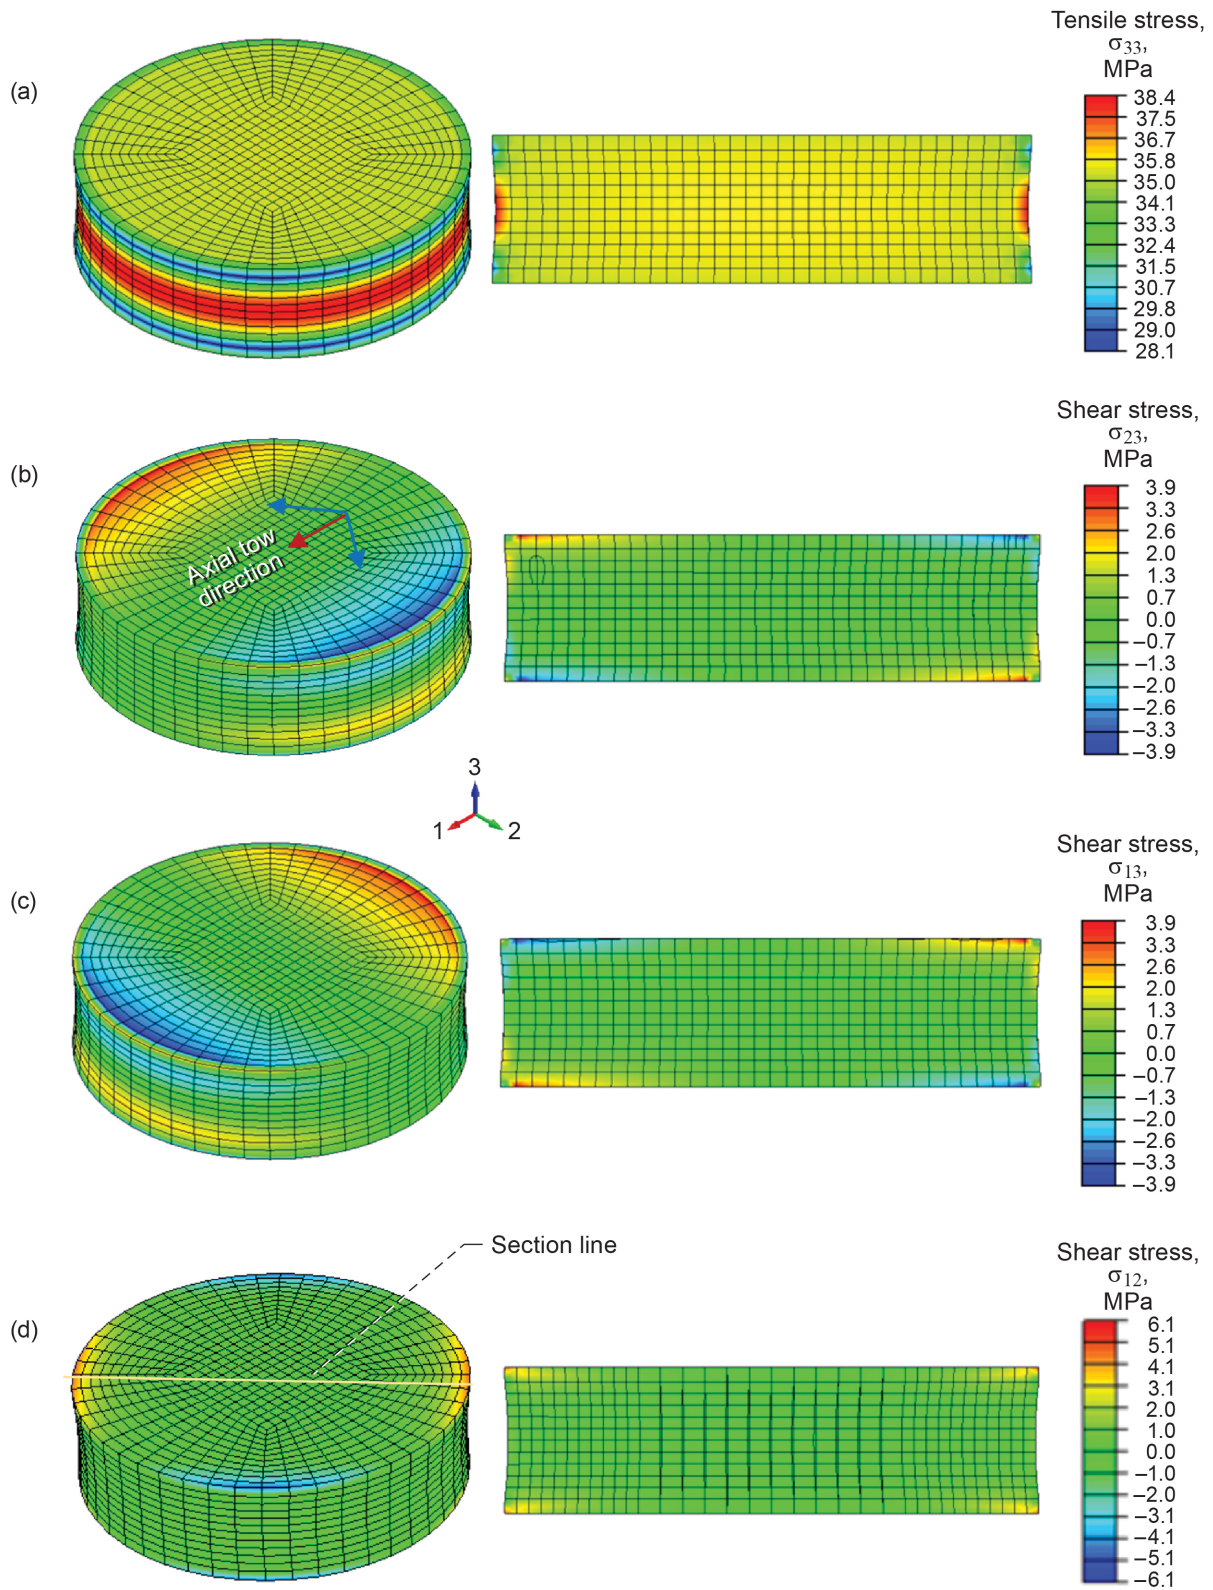 Tensile stress,
σ33,
MPa
(a)
38.4
37.5
36.7
35.8
35.0
34.1
33.3
32.4
31.5
30.7
29.8
29.0
28.1
Shear stress,
σ23,
MPa
(b)
Axial tow
direction
3.9
3.3
2.6
2.0
1.3
0.7
0.0
–0.7
–1.3
–2.0
–2.6
–3.3
–3.9
3
1 2
Shear stress,
σ13,
MPa
(c)
3.9
3.3
2.6
2.0
1.3
0.7
0.0
–0.7
–1.3
–2.0
–2.6
–3.3
–3.9
Section line
Shear stress,
σ12,
MPa
(d)
6.1
5.1
4.1
3.1
2.0
1.0
0.0
–1.0
–2.0
–3.1
–4.1
–5.1
–6.1